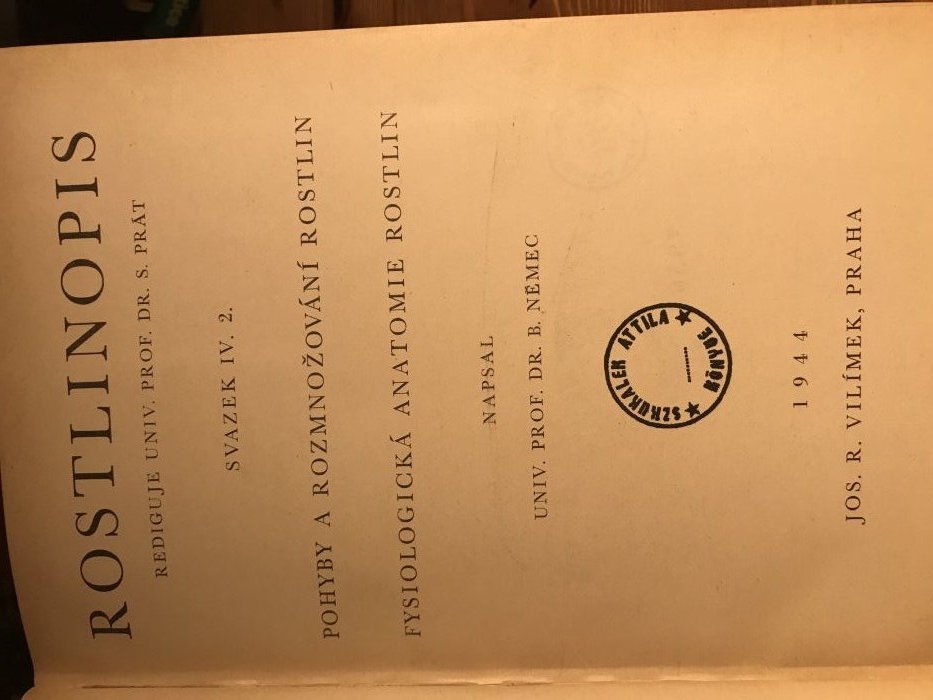 ROSTLINOPIS
REDIGUJE UNIV. PROF. DR. S. PRÁT
SVAZEK IV. 2.
POHYBY A ROZMNOŽOVÁNÍ ROSTLIN
FYSIOLOGICKÁ ANATOMIE ROSTLIN
NAPSAL
UNIV. PROF. DR. B. NĚMEC
SZKUKALEK ATTILA
KÖNYVE
1944
JOS. R. VILÍMEK, PRAHA